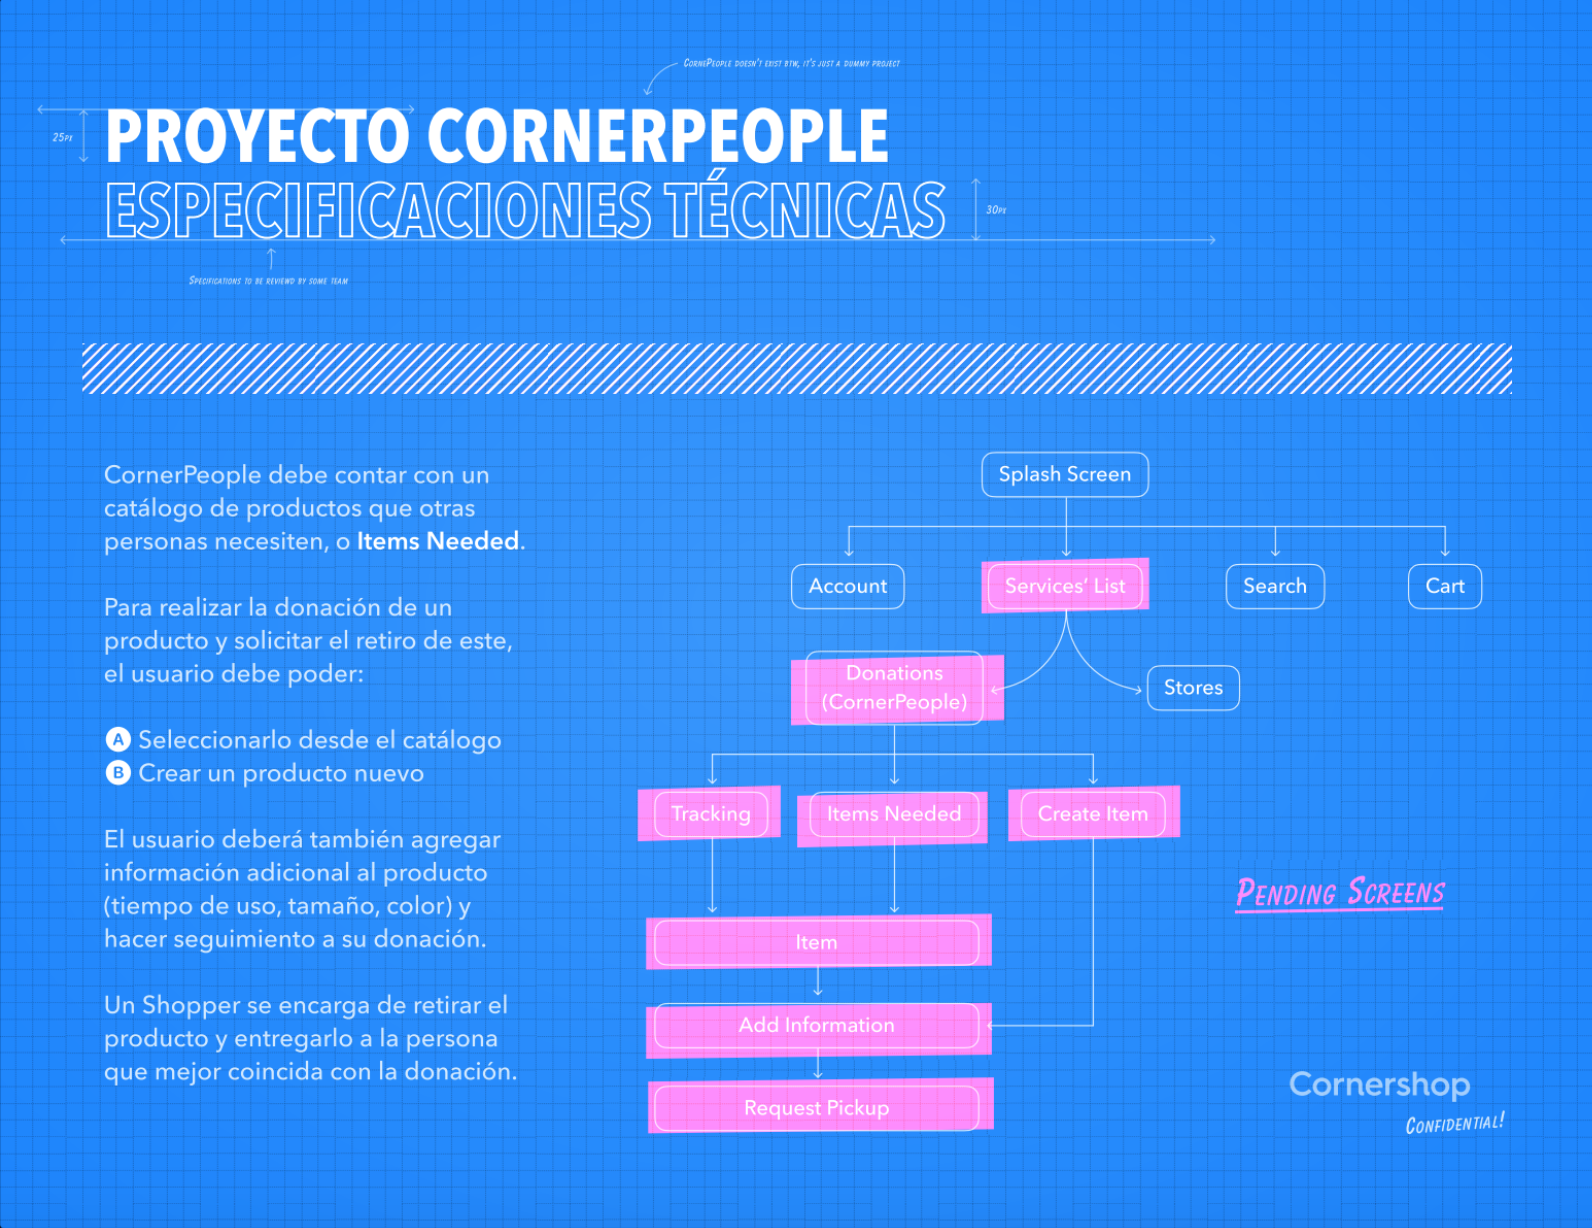 CornePeople doesn't exist btw, it's just a dummy project
25px
PROYECTO CORNERPEOPLE
ESPECIFICACIONES TÉCNICAS
30px
Specifications to be reviewd by some team
CornerPeople debe contar con un
catálogo de productos que otras
personas necesiten, o Items Needed.
Para realizar la donación de un
producto y solicitar el retiro de este,
el usuario debe poder:
A Seleccionarlo desde el catálogo
B Crear un producto nuevo
El usuario deberá también agregar
información adicional al producto
(tiempo de uso, tamaño, color) y
hacer seguimiento a su donación.
Un Shopper se encarga de retirar el
producto y entregarlo a la persona
que mejor coincida con la donación.
Splash Screen
Account
Services' List
Search
Cart
Donations
(CornerPeople)
Stores
Tracking
Items Needed
Create Item
Item
Add Information
Request Pickup
Pending Screens
Cornershop
Confidential!